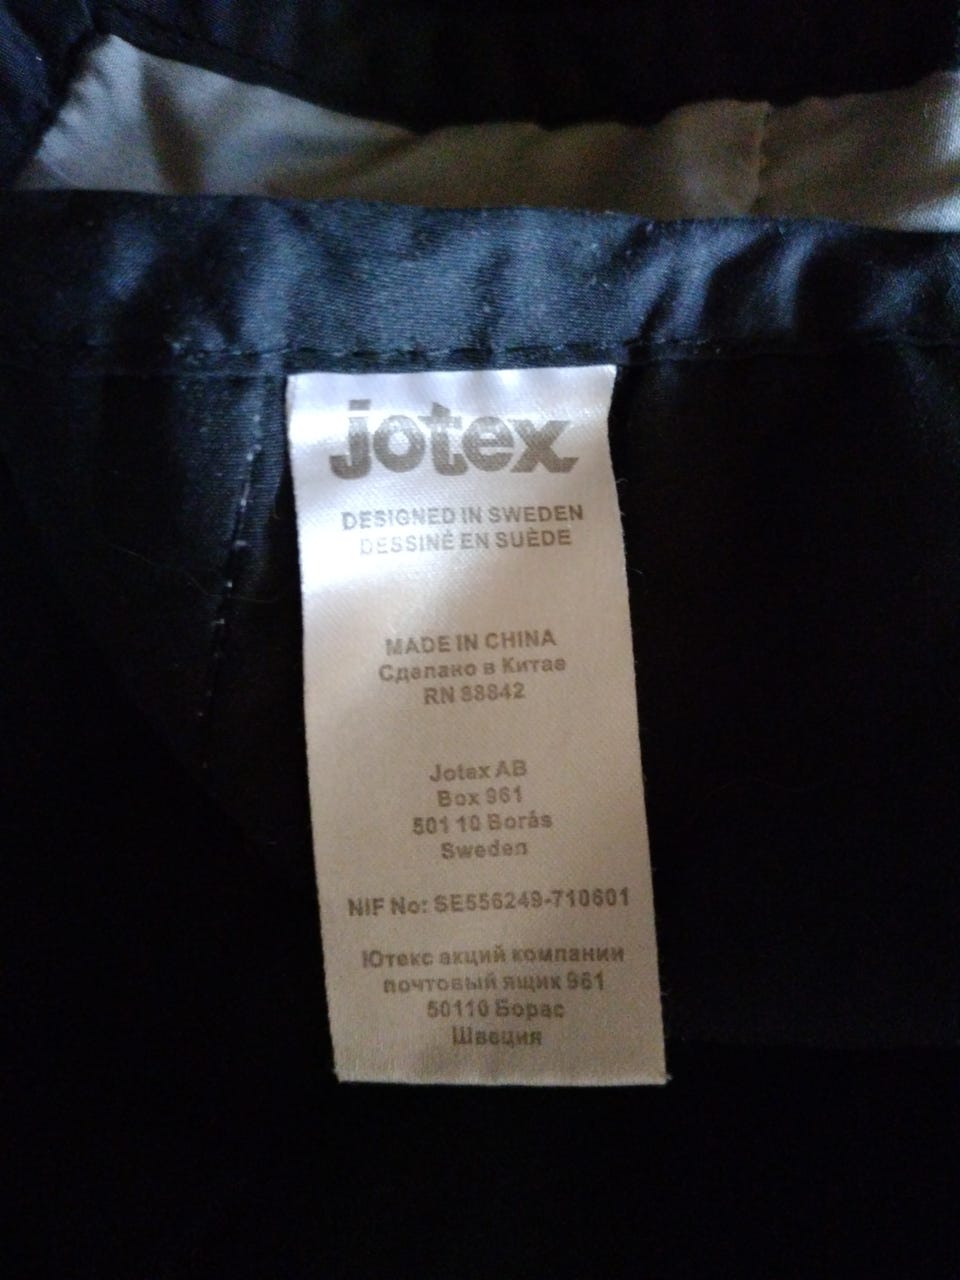 jotex
DESIGNED IN SWEDEN
DESSINÉ EN SUÈDE
MADE IN CHINA
Сделано в Китае
RN 88842
Jotex AB
Box 961
501 10 Borås
Sweden
NIF No: SE556249-710601
Ютекс акций компании
почтовый ящик 961
50110 Борас
Швеция